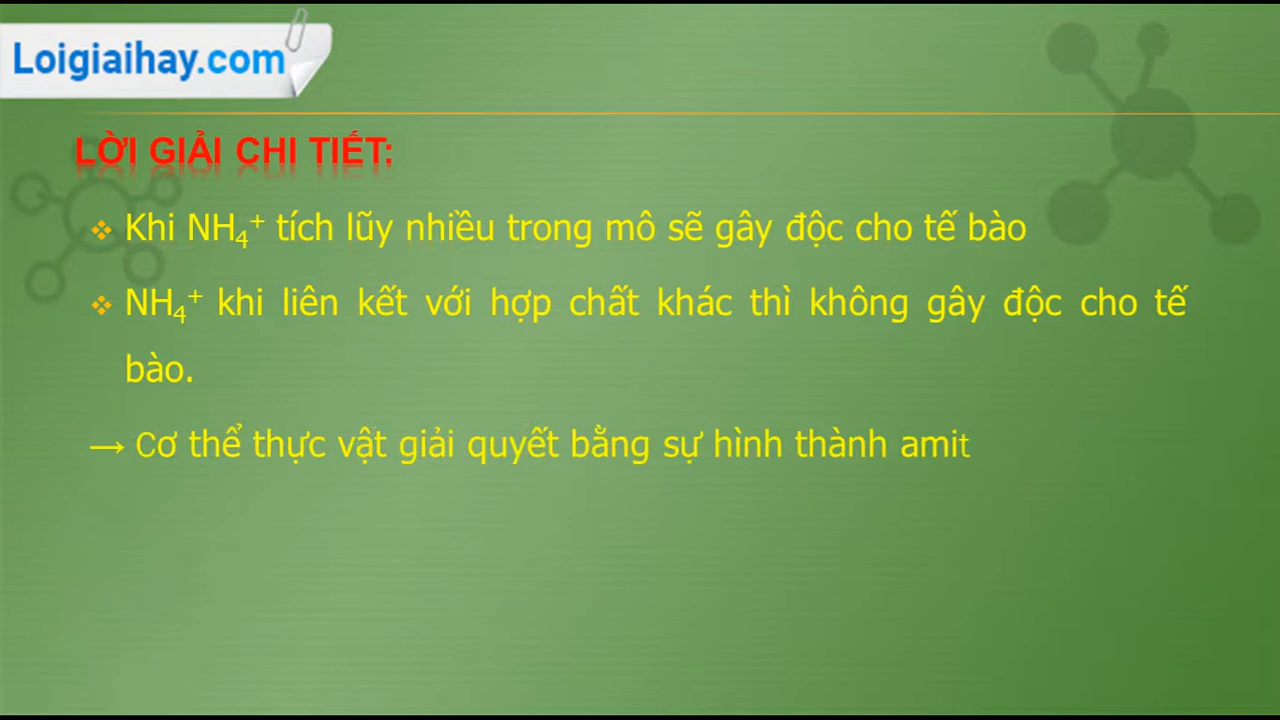 Loigiaihay.com
LỜI GIẢI CHI TIẾT:
❖ Khi NH₄⁺ tích lũy nhiều trong mô sẽ gây độc cho tế bào
❖ NH₄⁺ khi liên kết với hợp chất khác thì không gây độc cho tế
bào.
→ Cơ thể thực vật giải quyết bằng sự hình thành amit